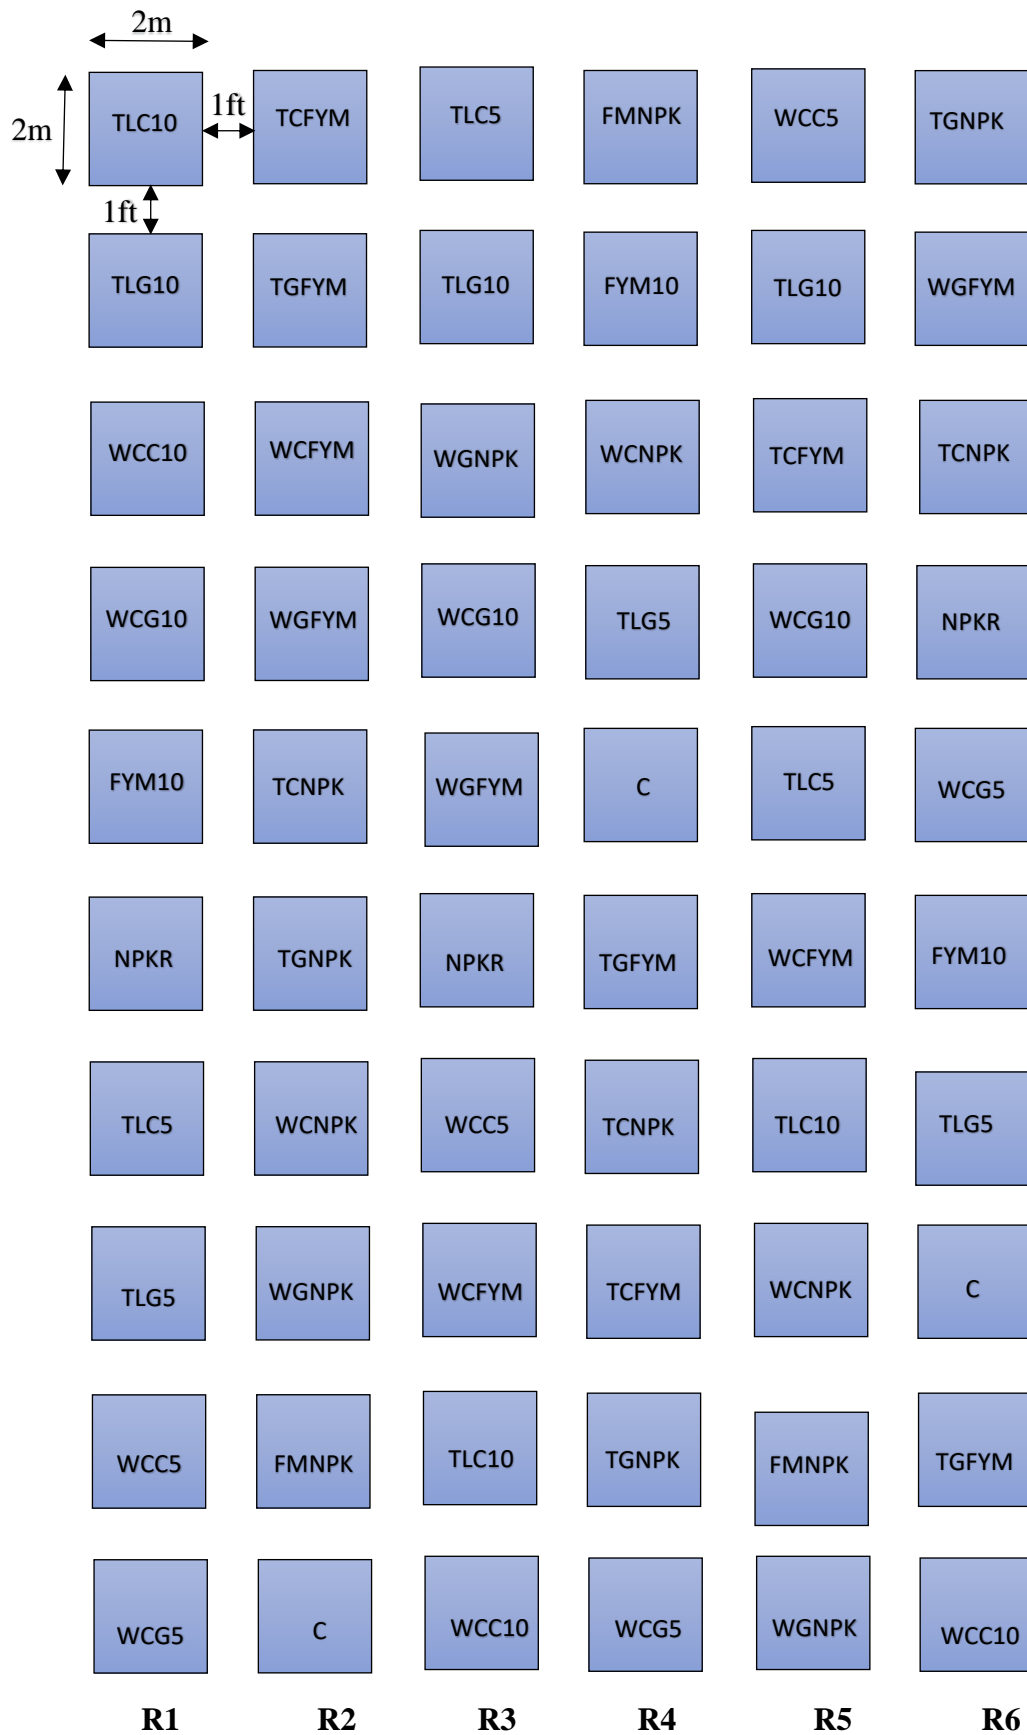 2m
2m
1ft
1ft
TLC10 TCFYM TLC5 FMNPK WCC5 TGNPK
TLG10 TGFYM TLG10 FYM10 TLG10 WGFYM
WCC10 WCFYM WGNPK WCNPK TCFYM TCNPK
WCG10 WGFYM WCG10 TLG5 WCG10 NPKR
FYM10 TCNPK WGFYM C TLC5 WCG5
NPKR TGNPK NPKR TGFYM WCFYM FYM10
TLC5 WCNPK WCC5 TCNPK TLC10 TLG5
TLG5 WGNPK WCFYM TCFYM WCNPK C
WCC5 FMNPK TLC10 TGNPK FMNPK TGFYM
WCG5 C WCC10 WCG5 WGNPK WCC10
R1 R2 R3 R4 R5 R6